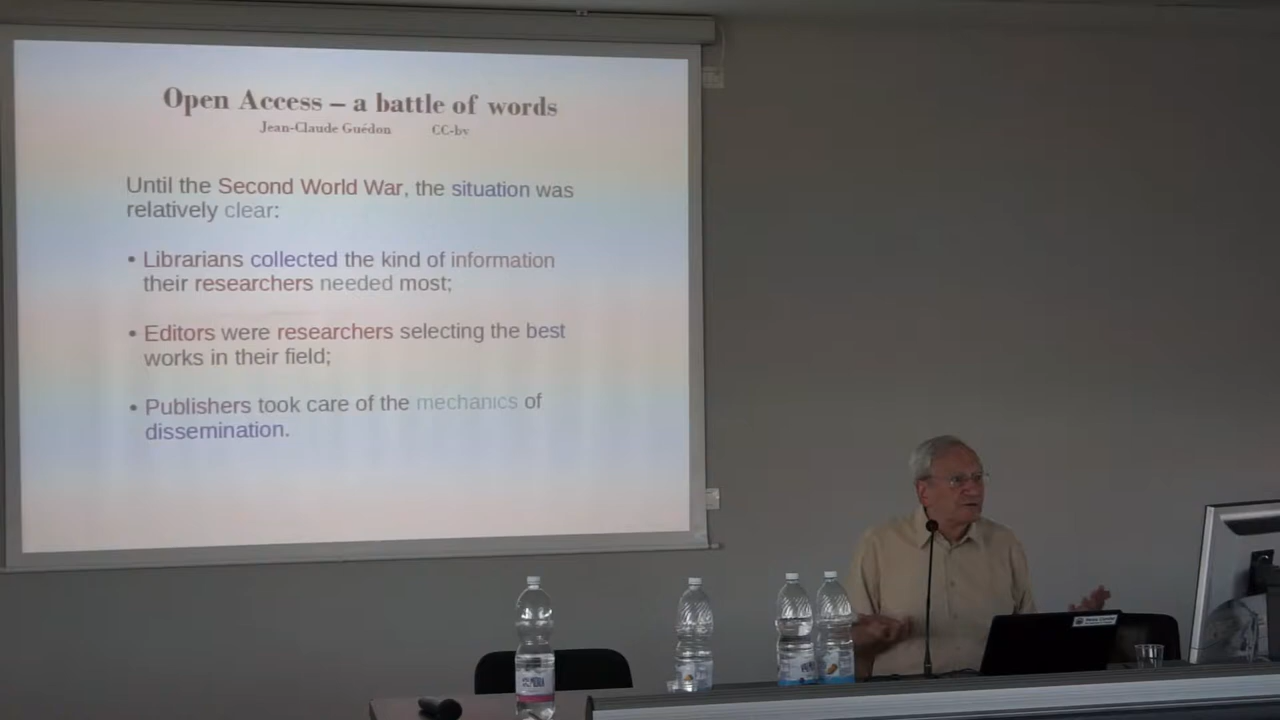 Open Access – a battle of words
Jean-Claude Guédon CC-by
Until the Second World War, the situation was
relatively clear:
• Librarians collected the kind of information
their researchers needed most;
• Editors were researchers selecting the best
works in their field;
• Publishers took care of the mechanics of
dissemination.